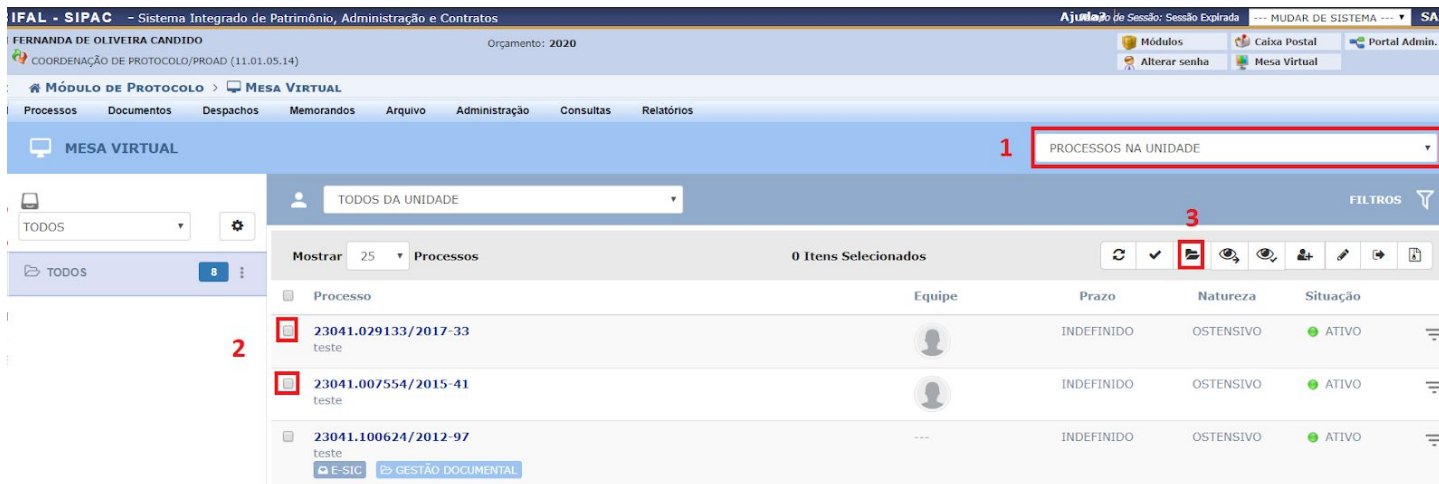 IFAL - SIPAC - Sistema Integrado de Patrimônio, Administração e Contratos
Ajuda? de Sessão: Sessão Expirada --- MUDAR DE SISTEMA --- SA
FERNANDA DE OLIVEIRA CANDIDO
Orçamento: 2020
Módulos Caixa Postal Portal Admin.
COORDENAÇÃO DE PROTOCOLO/PROAD (11.01.05.14)
Alterar senha Mesa Virtual
MÓDULO DE PROTOCOLO > MESA VIRTUAL
Processos Documentos Despachos Memorandos Arquivo Administração Consultas Relatórios
MESA VIRTUAL
1
PROCESSOS NA UNIDADE
TODOS
TODOS DA UNIDADE
FILTROS
3
TODOS 8
Mostrar 25 Processos
0 Itens Selecionados
Processo Equipe Prazo Natureza Situação
2
23041.029133/2017-33 INDEFINIDO OSTENSIVO ATIVO
teste
23041.007554/2015-41 INDEFINIDO OSTENSIVO ATIVO
teste
23041.100624/2012-97 --- INDEFINIDO OSTENSIVO ATIVO
teste
E-SIC GESTÃO DOCUMENTAL